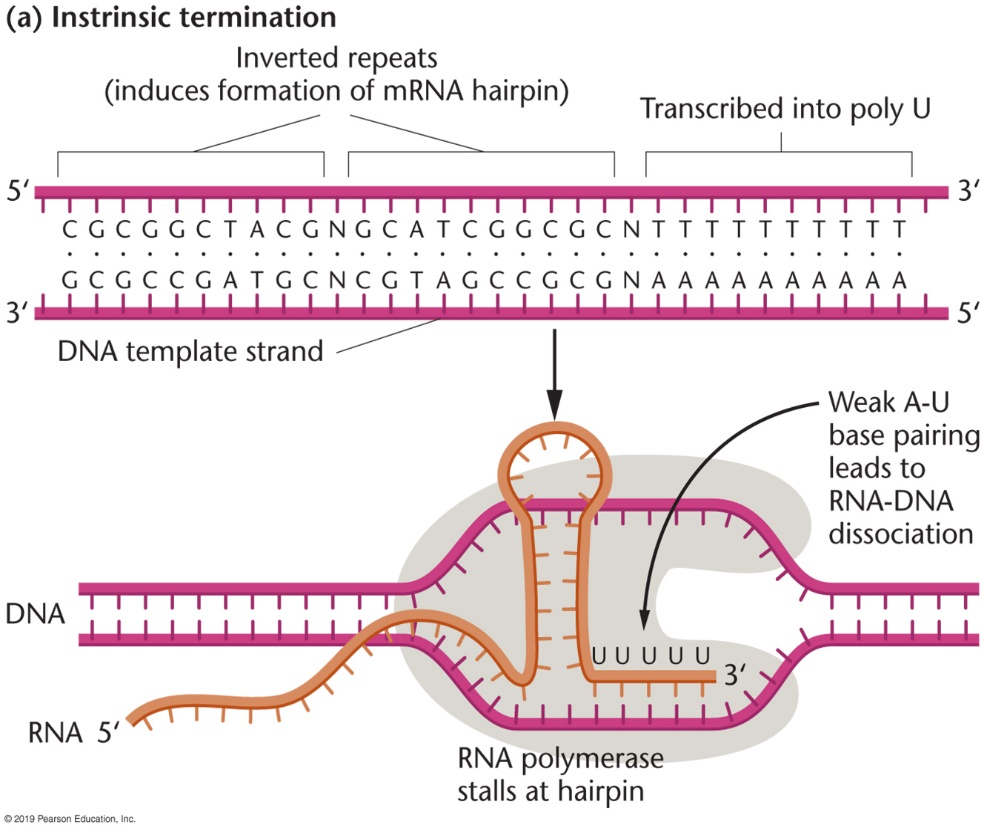 (a) Instrinsic termination
Inverted repeats
(induces formation of mRNA hairpin)
Transcribed into poly U
5′ 3′
C G C G G C T A C G N G C A T C G G C G C N T T T T T T T T T T
G C G C C G A T G C N C G T A G C C G C G N A A A A A A A A A A
3′ 5′
DNA template strand
Weak A-U
base pairing
leads to
RNA-DNA
dissociation
DNA
U U U U U
3′
RNA 5′
RNA polymerase
stalls at hairpin
© 2019 Pearson Education, Inc.